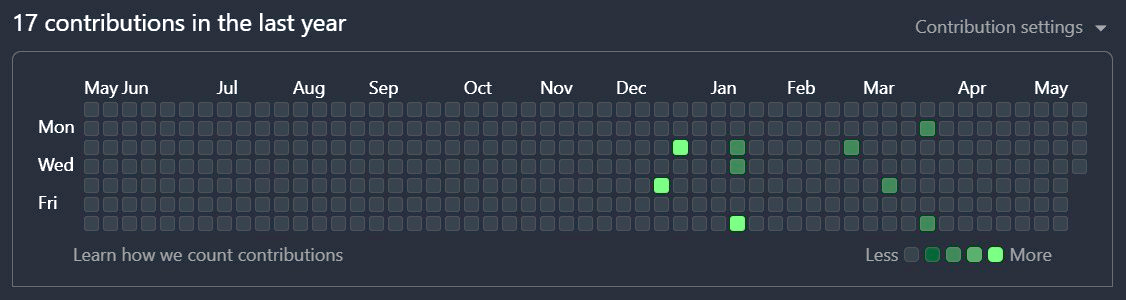 17 contributions in the last year
Contribution settings
May Jun Jul Aug Sep Oct Nov Dec Jan Feb Mar Apr May
Mon
Wed
Fri
Learn how we count contributions
Less More